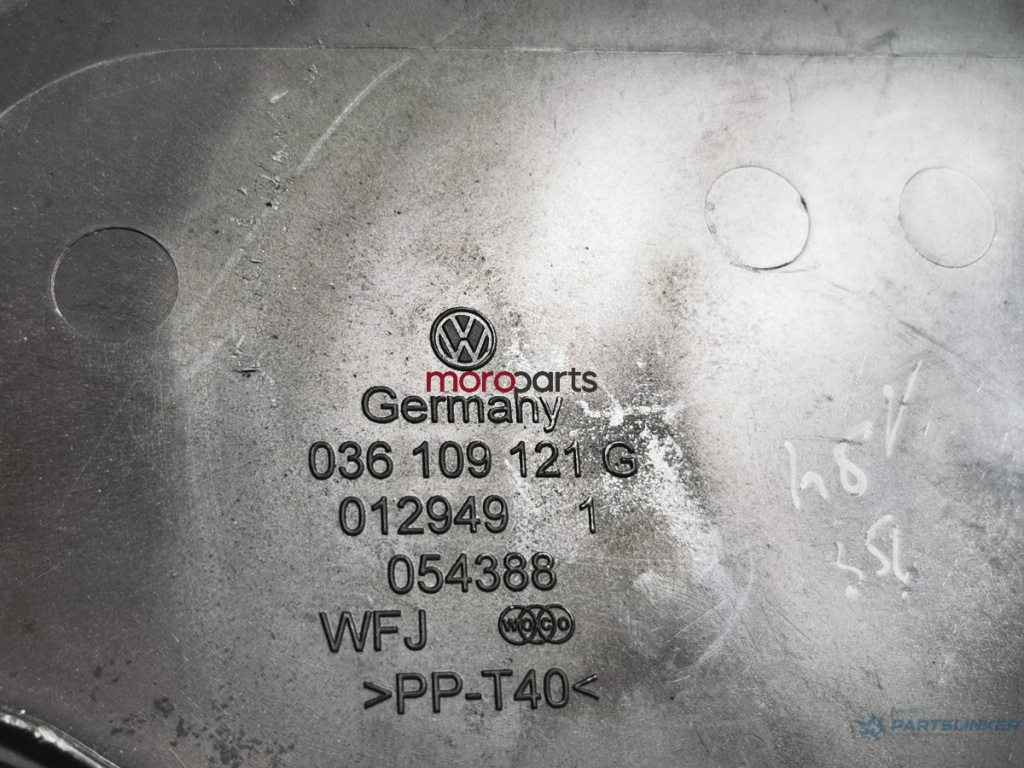 moroparts
Germany
036 109 121 G
012949 1
054388
WFJ WOCO
>PP-T40<
PARTSLINKER